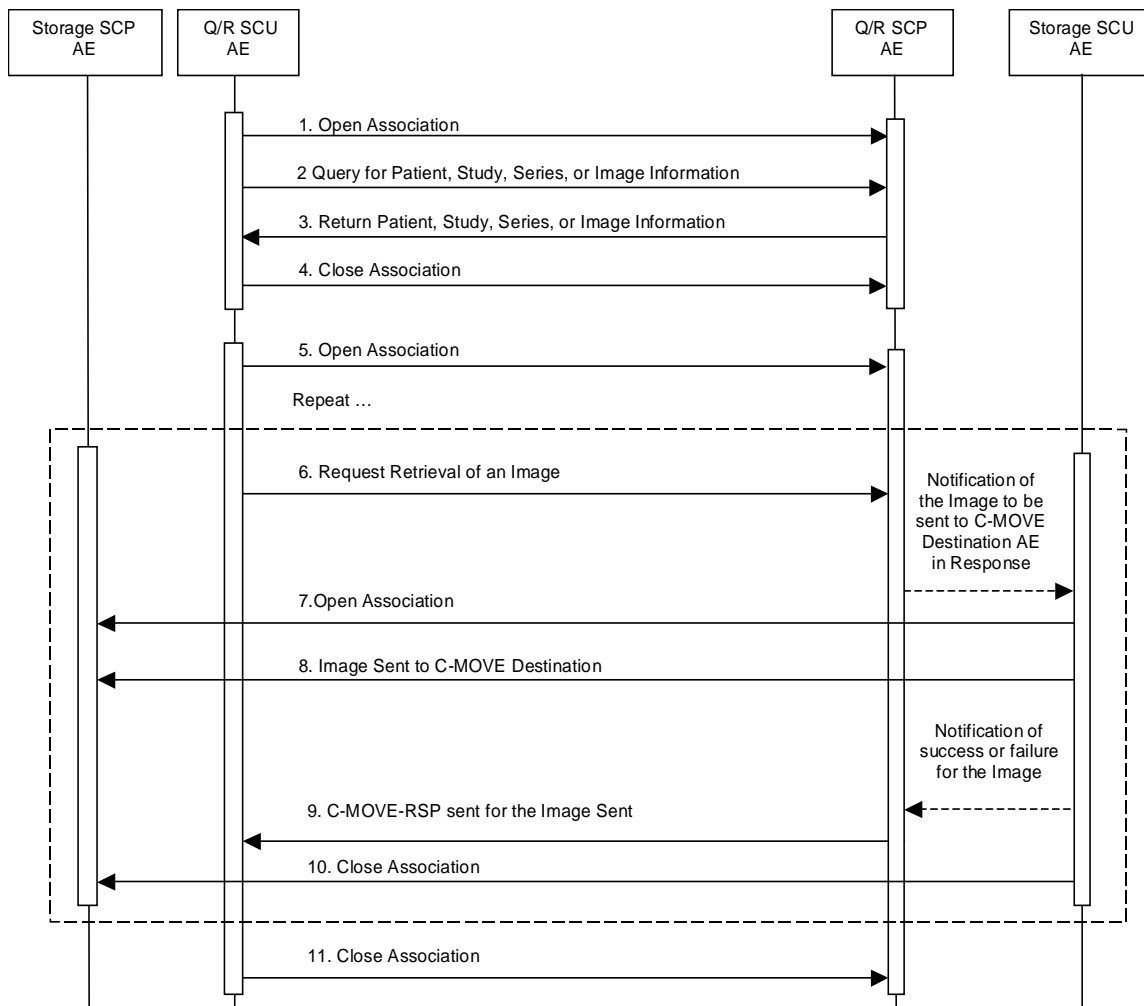 Storage SCP
AE
Q/R SCU
AE
Q/R SCP
AE
Storage SCU
AE
1. Open Association
2 Query for Patient, Study, Series, or Image Information
3. Return Patient, Study, Series, or Image Information
4. Close Association
5. Open Association
Repeat …
6. Request Retrieval of an Image
Notification of
the Image to be
sent to C-MOVE
Destination AE
in Response
7.Open Association
8. Image Sent to C-MOVE Destination
Notification of
success or failure
for the Image
9. C-MOVE-RSP sent for the Image Sent
10. Close Association
11. Close Association